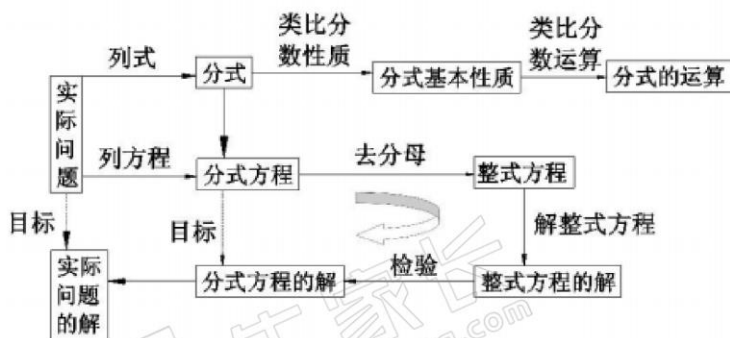 列式
分式
类比分
数性质
分式基本性质
类比分
数运算
分式的运算
实
际
问
题
列方程
分式方程
去分母
整式方程
目标
目标
解整式方程
实际
问题
的解
分式方程的解
检验
整式方程的解
家长
.com